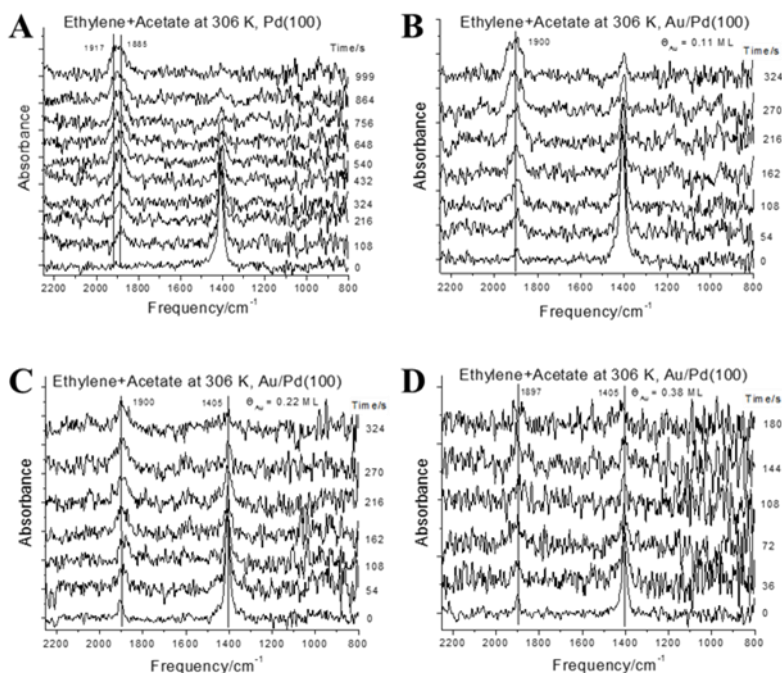 A
Ethylene+Acetate at 306 K, Pd(100)
1917
1885
Time/s
999
864
756
648
540
432
324
216
108
0
Absorbance
2200 2000 1800 1600 1400 1200 1000 800
Frequency/cm⁻¹
B
Ethylene+Acetate at 306 K, Au/Pd(100)
1900
Θ_Au = 0.11 ML
Time/s
324
270
216
162
108
54
0
Absorbance
2200 2000 1800 1600 1400 1200 1000 800
Frequency/cm⁻¹
C
Ethylene+Acetate at 306 K, Au/Pd(100)
1900
1405
Θ_Au = 0.22 ML
Time/s
324
270
216
162
108
54
0
Absorbance
2200 2000 1800 1600 1400 1200 1000 800
Frequency/cm⁻¹
D
Ethylene+Acetate at 306 K, Au/Pd(100)
1897
1405
Θ_Au = 0.38 ML
Time/s
180
144
108
72
36
0
Absorbance
2200 2000 1800 1600 1400 1200 1000 800
Frequency/cm⁻¹